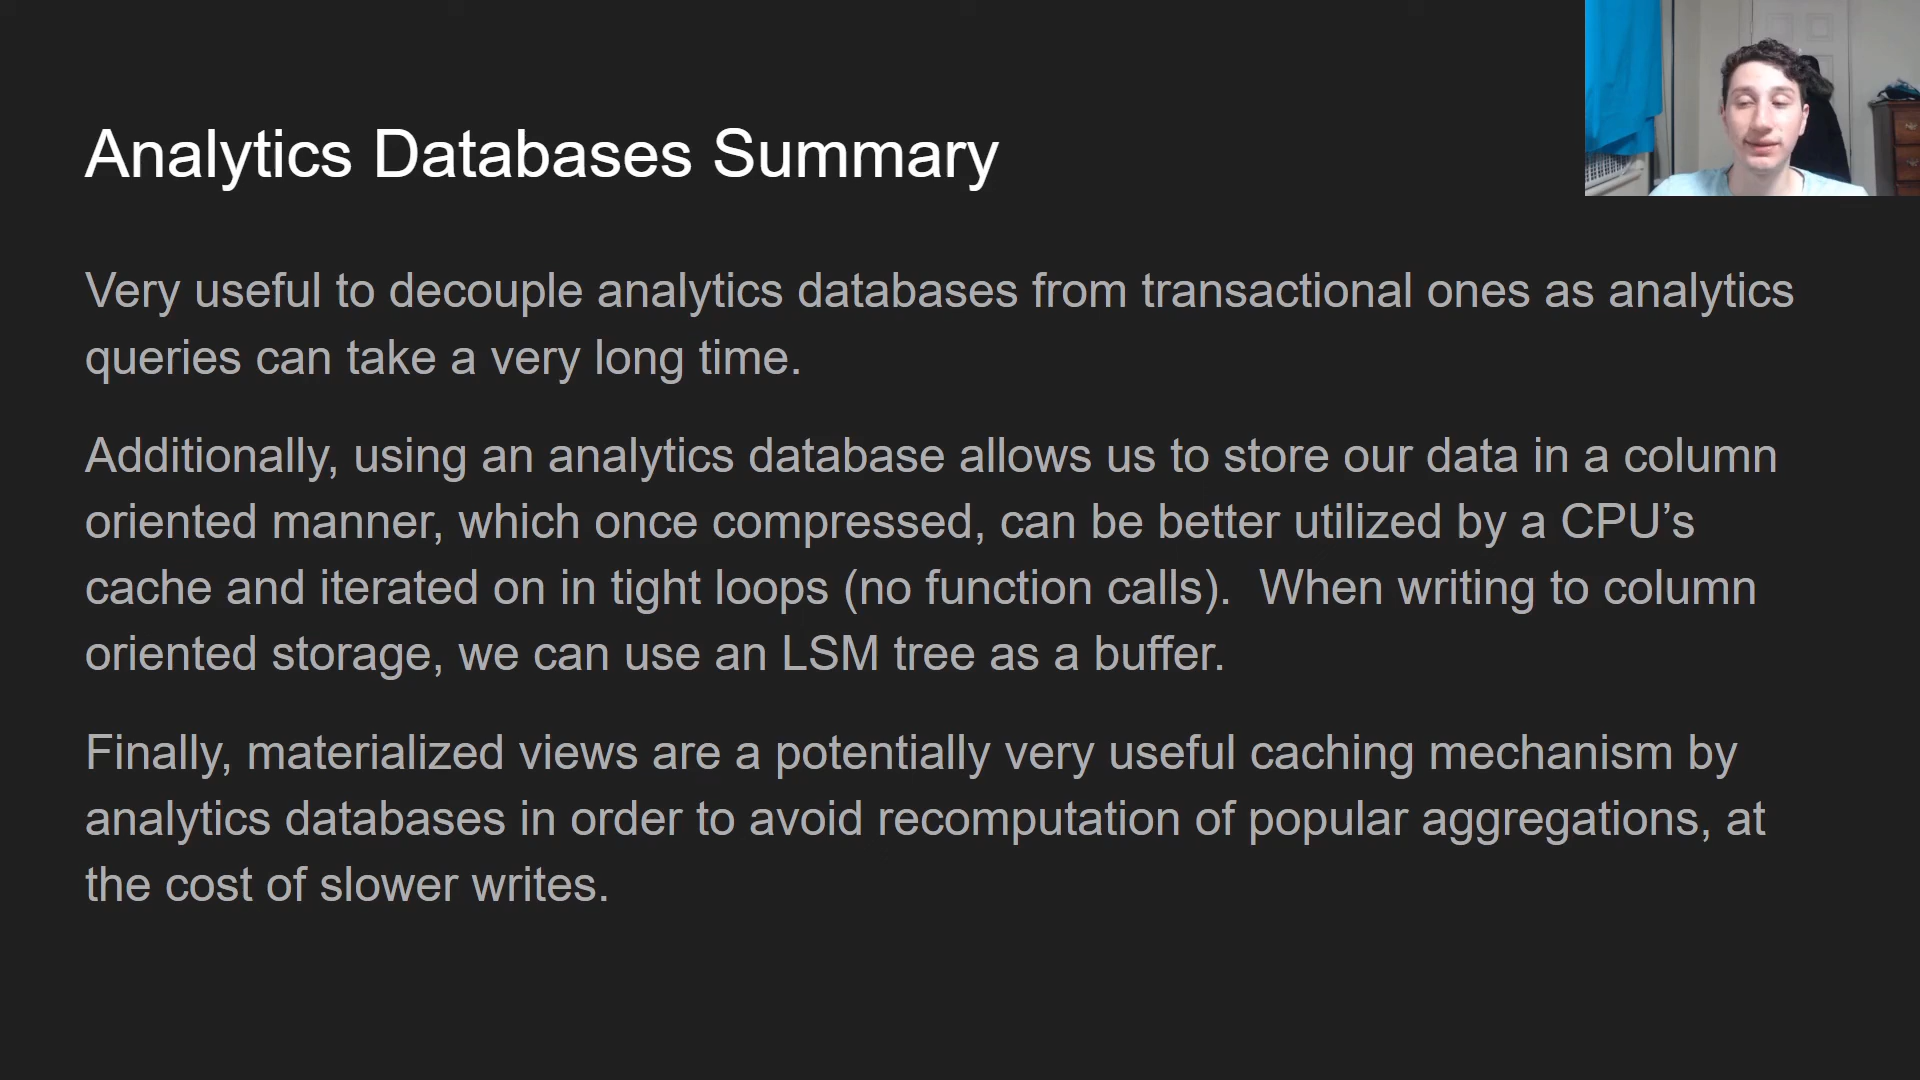 Analytics Databases Summary
Very useful to decouple analytics databases from transactional ones as analytics
queries can take a very long time.
Additionally, using an analytics database allows us to store our data in a column
oriented manner, which once compressed, can be better utilized by a CPU’s
cache and iterated on in tight loops (no function calls).  When writing to column
oriented storage, we can use an LSM tree as a buffer.
Finally, materialized views are a potentially very useful caching mechanism by
analytics databases in order to avoid recomputation of popular aggregations, at
the cost of slower writes.